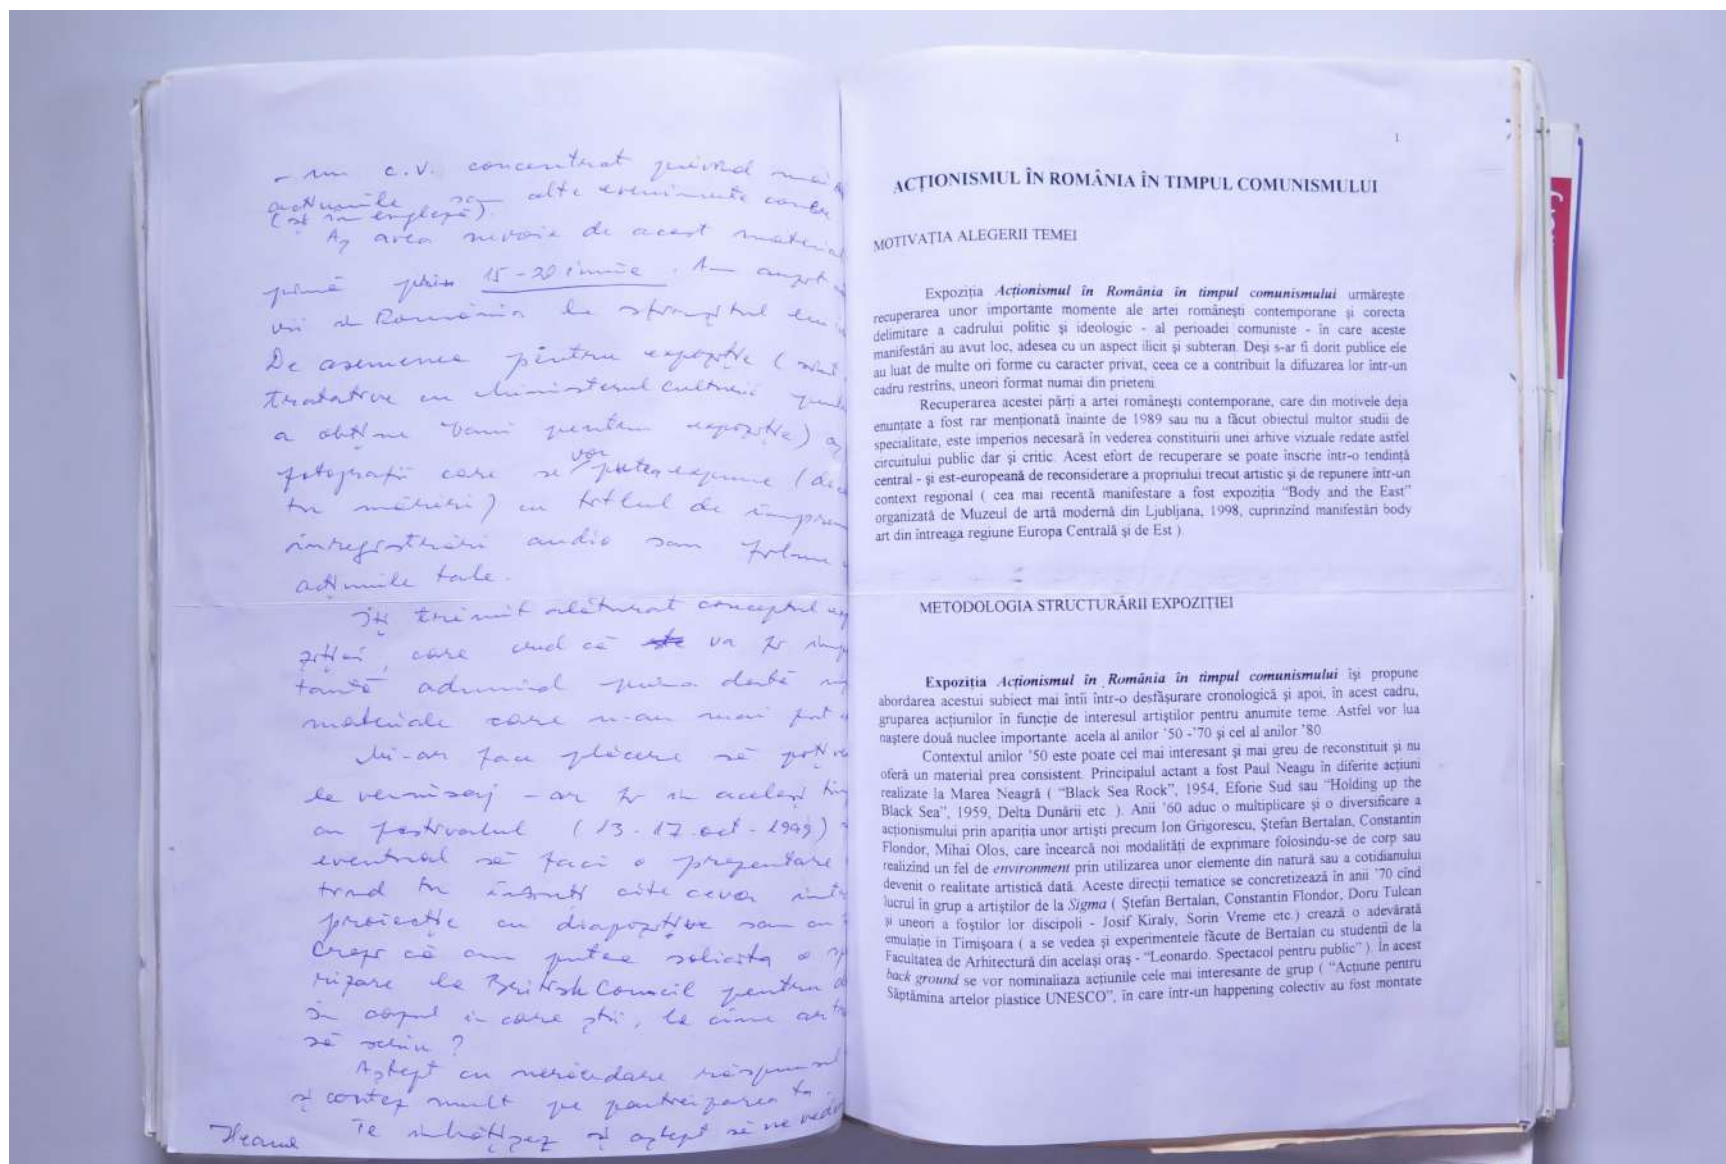 - un c.v. concentrat privind
acțiunile sau alte evenimente
(și în engleză).
Aș avea nevoie de acest material
pînă prin 15-20 iunie. Am
vii în România la sfîrșitul
De asemenea pentru expoziție (sînt
tratative cu Ministerul Culturii
a obține bani pentru expoziție)
fotografii care se vor putea expune
cu titlul de
înregistrări audio sau filme
acțiunile tale.
Îți trimit alăturat conceptul
care cred că va fi
tantă adunînd
materiale care n-au mai fost
Mi-ar face plăcere să poți
la vernisaj - ar fi în același
cu festivalul (13-17 oct - 1999)
eventual să faci o prezentare
tu însuți cîte ceva
proiecție cu diapozitive sau cu
Crezi că am putea solicita o
rizare la British Council pentru
În cazul în care știi, la cine ar
să scriu?
Aștept cu nerăbdare
și contez mult pe participarea ta
Te îmbrățișez și aștept să ne
Ileana
1
ACȚIONISMUL ÎN ROMÂNIA ÎN TIMPUL COMUNISMULUI
MOTIVAȚIA ALEGERII TEMEI
Expoziția Acționismul în România în timpul comunismului urmărește
recuperarea unor importante momente ale artei românești contemporane și corecta
delimitare a cadrului politic și ideologic - al perioadei comuniste - în care aceste
manifestări au avut loc, adesea cu un aspect ilicit și subteran. Deși s-ar fi dorit publice ele
au luat de multe ori forme cu caracter privat, ceea ce a contribuit la difuzarea lor într-un
cadru restrîns, uneori format numai din prieteni
Recuperarea acestei părți a artei românești contemporane, care din motivele deja
enunțate a fost rar menționată înainte de 1989 sau nu a făcut obiectul multor studii de
specialitate, este imperios necesară în vederea constituirii unei arhive vizuale redate astfel
circuitului public dar și critic. Acest efort de recuperare se poate înscrie într-o tendință
central - și est-europeană de reconsiderare a propriului trecut artistic și de repunere într-un
context regional ( cea mai recentă manifestare a fost expoziția "Body and the East"
organizată de Muzeul de artă modernă din Ljubljana, 1998, cuprinzînd manifestări body
art din întreaga regiune Europa Centrală și de Est )
METODOLOGIA STRUCTURĂRII EXPOZIȚIEI
Expoziția Acționismul în România în timpul comunismului își propune
abordarea acestui subiect mai întîi într-o desfășurare cronologică și apoi, în acest cadru,
gruparea acțiunilor în funcție de interesul artiștilor pentru anumite teme. Astfel vor lua
naștere două nuclee importante acela al anilor '50 -'70 și cel al anilor '80
Contextul anilor '50 este poate cel mai interesant și mai greu de reconstituit și nu
oferă un material prea consistent. Principalul actant a fost Paul Neagu în diferite acțiuni
realizate la Marea Neagră ( "Black Sea Rock", 1954, Eforie Sud sau "Holding up the
Black Sea", 1959, Delta Dunării etc ). Anii '60 aduc o multiplicare și o diversificare a
acționismului prin apariția unor artiști precum Ion Grigorescu, Ștefan Bertalan, Constantin
Flondor, Mihai Olos, care încearcă noi modalități de exprimare folosindu-se de corp sau
realizînd un fel de environment prin utilizarea unor elemente din natură sau a cotidianului
devenit o realitate artistică dată. Aceste direcții tematice se concretizează în anii '70 cînd
lucrul în grup a artiștilor de la Sigma ( Ștefan Bertalan, Constantin Flondor, Doru Tulcan
și uneori a foștilor lor discipoli - Josif Kiraly, Sorin Vreme etc.) crează o adevărată
emulație în Timișoara ( a se vedea și experimentele făcute de Bertalan cu studenții de la
Facultatea de Arhitectură din același oraș - "Leonardo. Spectacol pentru public" ). În acest
back ground se vor nominaliaza acțiunile cele mai interesante de grup ( "Acțiune pentru
Săptămîna artelor plastice UNESCO", în care într-un happening colectiv au fost montate